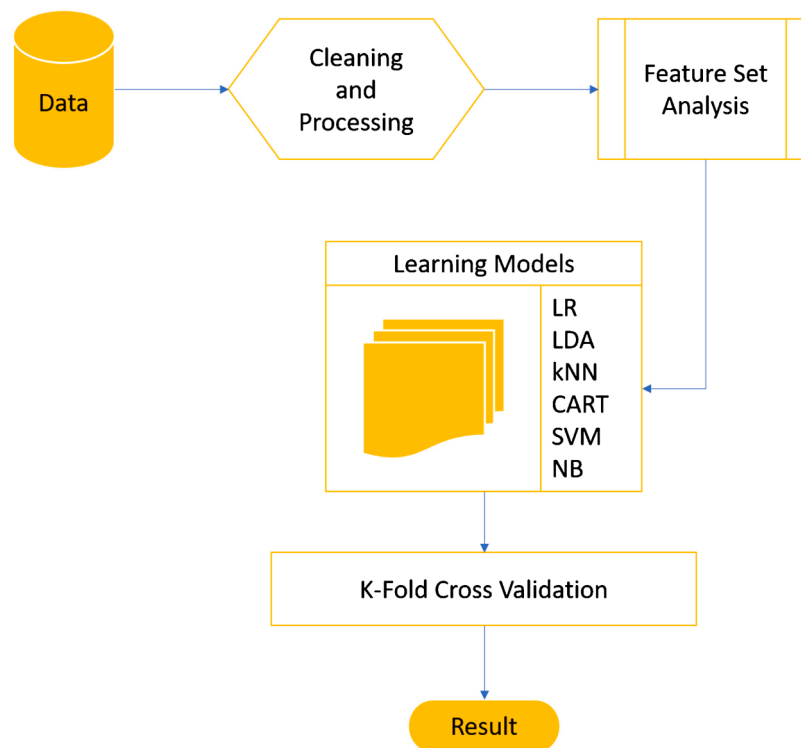 Data
Cleaning
and
Processing
Feature Set
Analysis
Learning Models
LR
LDA
kNN
CART
SVM
NB
K-Fold Cross Validation
Result